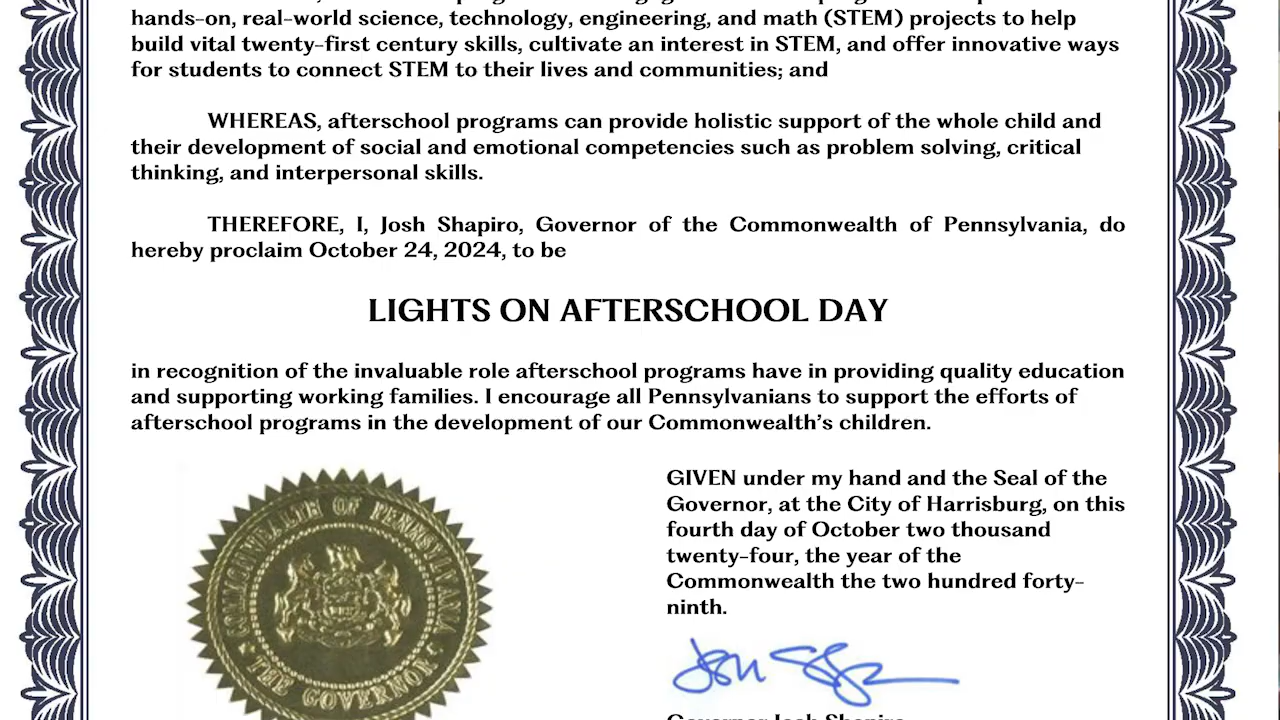 hands-on, real-world science, technology, engineering, and math (STEM) projects to help
build vital twenty-first century skills, cultivate an interest in STEM, and offer innovative ways
for students to connect STEM to their lives and communities; and
WHEREAS, afterschool programs can provide holistic support of the whole child and
their development of social and emotional competencies such as problem solving, critical
thinking, and interpersonal skills.
THEREFORE, I, Josh Shapiro, Governor of the Commonwealth of Pennsylvania, do
hereby proclaim October 24, 2024, to be
LIGHTS ON AFTERSCHOOL DAY
in recognition of the invaluable role afterschool programs have in providing quality education
and supporting working families. I encourage all Pennsylvanians to support the efforts of
afterschool programs in the development of our Commonwealth’s children.
COMMONWEALTH OF PENNSYLVANIA
THE GOVERNOR
GIVEN under my hand and the Seal of the
Governor, at the City of Harrisburg, on this
fourth day of October two thousand
twenty-four, the year of the
Commonwealth the two hundred forty-
ninth.
Governor Josh Shapiro